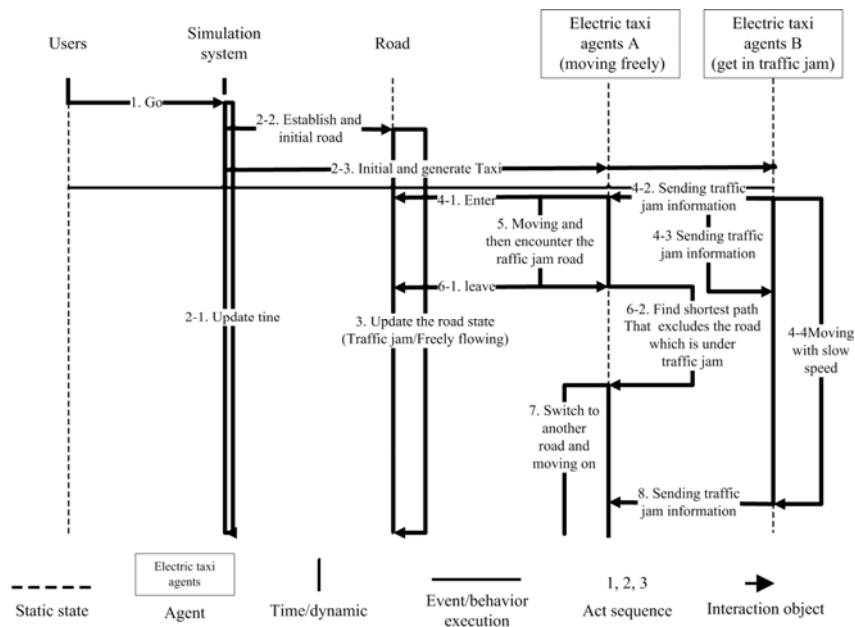 Users
Simulation
system
Road
Electric taxi
agents A
(moving freely)
Electric taxi
agents B
(get in traffic jam)
1. Go
2-2. Establish and
initial road
2-3. Initial and generate Taxi
4-1. Enter
4-2. Sending traffic
jam information
5. Moving and
then encounter the
raffic jam road
4-3 Sending traffic
jam information
6-1. leave
2-1. Update tine
3. Update the road state
(Traffic jam/Freely flowing)
6-2. Find shortest path
That excludes the road
which is under
traffic jam
4-4Moving
with slow
speed
7. Switch to
another
road and
moving on
8. Sending traffic
jam information
Static state
Electric taxi
agents
Agent
Time/dynamic
Event/behavior
execution
1, 2, 3
Act sequence
Interaction object